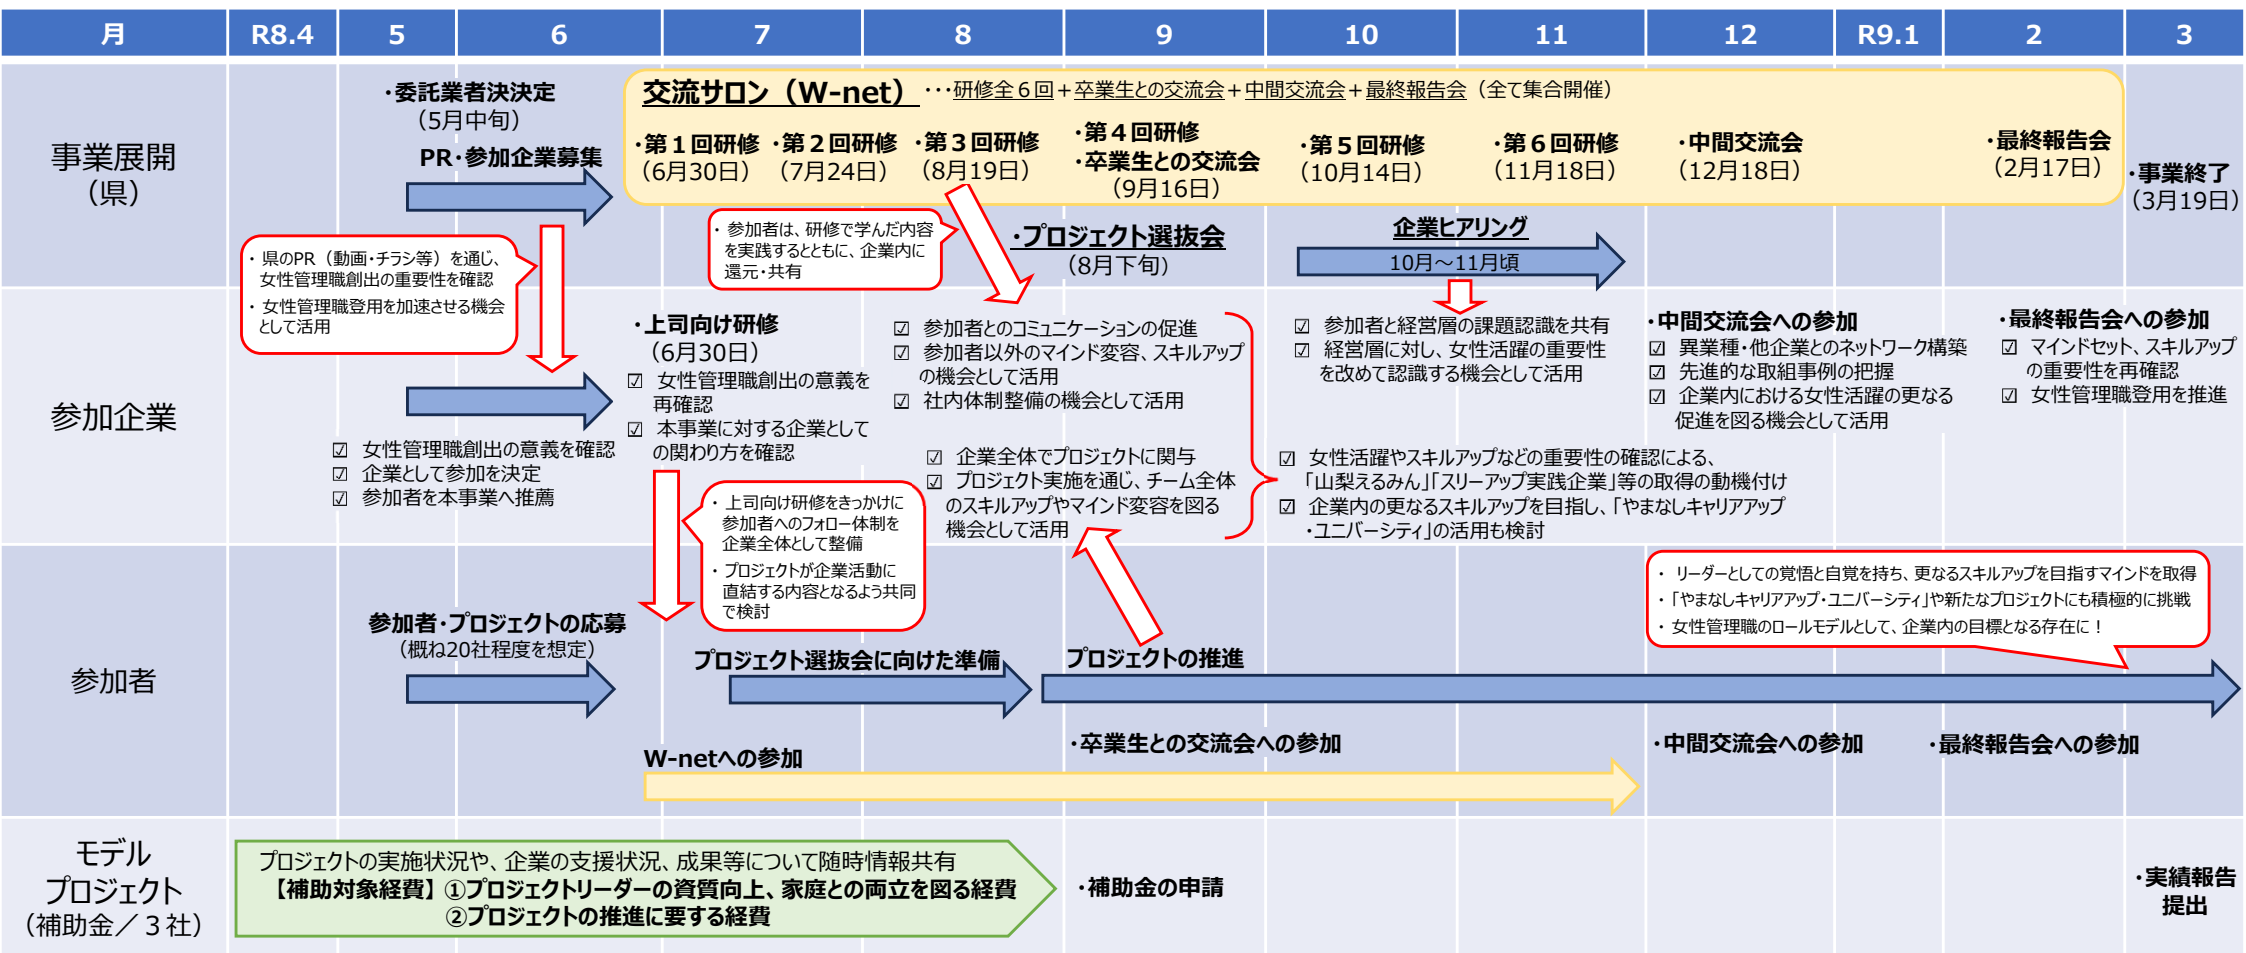 月 R8.4 5 6 7 8 9 10 11 12 R9.1 2 3
事業展開
（県）
・委託業者決決定
（5月中旬）
PR・参加企業募集
交流サロン（W-net） ･･･研修全６回＋卒業生との交流会＋中間交流会＋最終報告会（全て集合開催）
・第１回研修
（6月30日）
・第２回研修
（7月24日）
・第３回研修
（8月19日）
・第４回研修
・卒業生との交流会
（9月16日）
・第５回研修
（10月14日）
・第６回研修
（11月18日）
・中間交流会
（12月18日）
・最終報告会
（2月17日）
・事業終了
（3月19日）
・ 県のPR（動画・チラシ等）を通じ、
女性管理職創出の重要性を確認
・ 女性管理職登用を加速させる機会
として活用
・ 参加者は、研修で学んだ内容
を実践するとともに、企業内に
還元・共有
・プロジェクト選抜会
（8月下旬）
企業ヒアリング
10月～11月頃
参加企業
☑ 女性管理職創出の意義を確認
☑ 企業として参加を決定
☑ 参加者を本事業へ推薦
・上司向け研修
（6月30日）
☑ 女性管理職創出の意義を
再確認
☑ 本事業に対する企業として
の関わり方を確認
☑ 参加者とのコミュニケーションの促進
☑ 参加者以外のマインド変容、スキルアップ
の機会として活用
☑ 社内体制整備の機会として活用
☑ 企業全体でプロジェクトに関与
☑ プロジェクト実施を通じ、チーム全体
のスキルアップやマインド変容を図る
機会として活用
☑ 参加者と経営層の課題認識を共有
☑ 経営層に対し、女性活躍の重要性
を改めて認識する機会として活用
・中間交流会への参加
☑ 異業種・他企業とのネットワーク構築
☑ 先進的な取組事例の把握
☑ 企業内における女性活躍の更なる
促進を図る機会として活用
・最終報告会への参加
☑ マインドセット、スキルアップ
の重要性を再確認
☑ 女性管理職登用を推進
☑ 女性活躍やスキルアップなどの重要性の確認による、
「山梨えるみん」「スリーアップ実践企業」等の取得の動機付け
☑ 企業内の更なるスキルアップを目指し、「やまなしキャリアアップ
・ユニバーシティ」の活用も検討
・ 上司向け研修をきっかけに
参加者へのフォロー体制を
企業全体として整備
・ プロジェクトが企業活動に
直結する内容となるよう共同
で検討
参加者
参加者・プロジェクトの応募
（概ね20社程度を想定）
プロジェクト選抜会に向けた準備
プロジェクトの推進
・ リーダーとしての覚悟と自覚を持ち、更なるスキルアップを目指すマインドを取得
・「やまなしキャリアアップ・ユニバーシティ」や新たなプロジェクトにも積極的に挑戦
・ 女性管理職のロールモデルとして、企業内の目標となる存在に！
W-netへの参加
・卒業生との交流会への参加
・中間交流会への参加
・最終報告会への参加
モデル
プロジェクト
（補助金／３社）
プロジェクトの実施状況や、企業の支援状況、成果等について随時情報共有
【補助対象経費】①プロジェクトリーダーの資質向上、家庭との両立を図る経費
②プロジェクトの推進に要する経費
・補助金の申請
・実績報告
提出